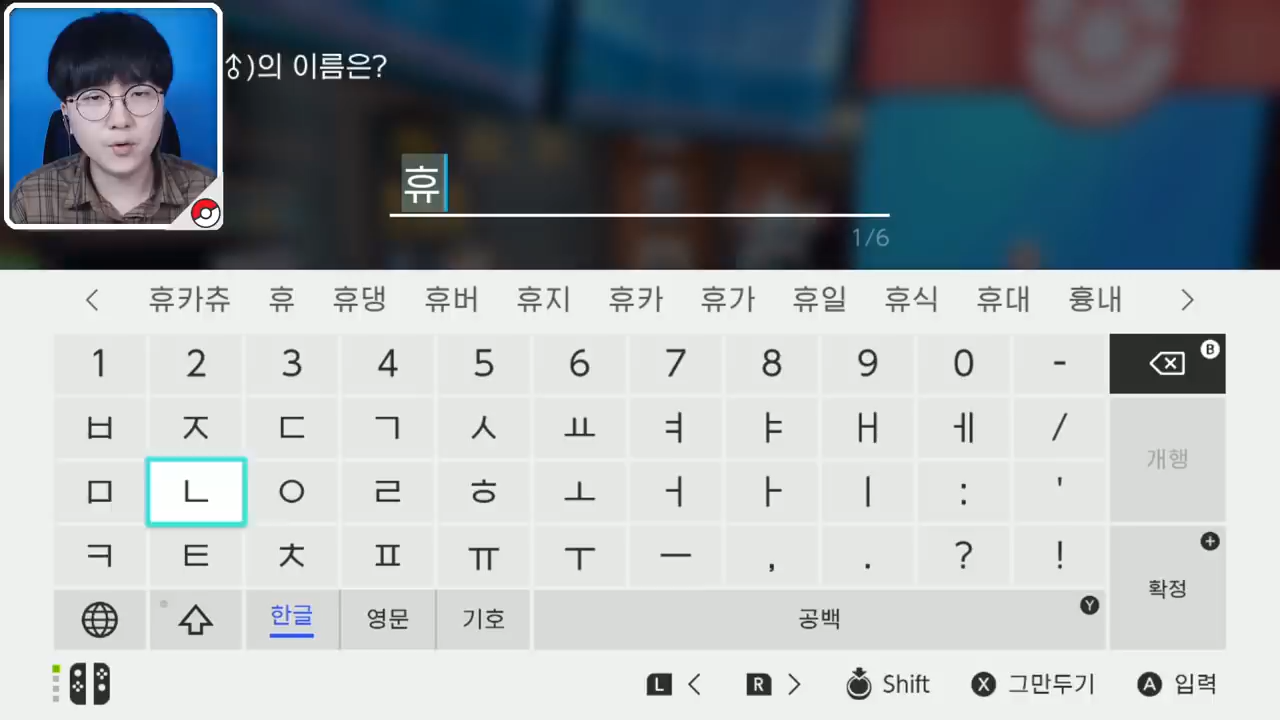 ♂)의 이름은?
휴
1/6
< 휴카츄 휴 휴댕 휴버 휴지 휴카 휴가 휴일 휴식 휴대 흉내 >
1 2 3 4 5 6 7 8 9 0 - B
ㅂ ㅈ ㄷ ㄱ ㅅ ㅛ ㅕ ㅑ ㅐ ㅔ / 개행
ㅁ ㄴ ㅇ ㄹ ㅎ ㅗ ㅓ ㅏ ㅣ : '
ㅋ ㅌ ㅊ ㅍ ㅠ ㅜ ㅡ , . ? ! + 확정
한글 영문 기호 공백 Y
L < R > Shift X 그만두기 A 입력